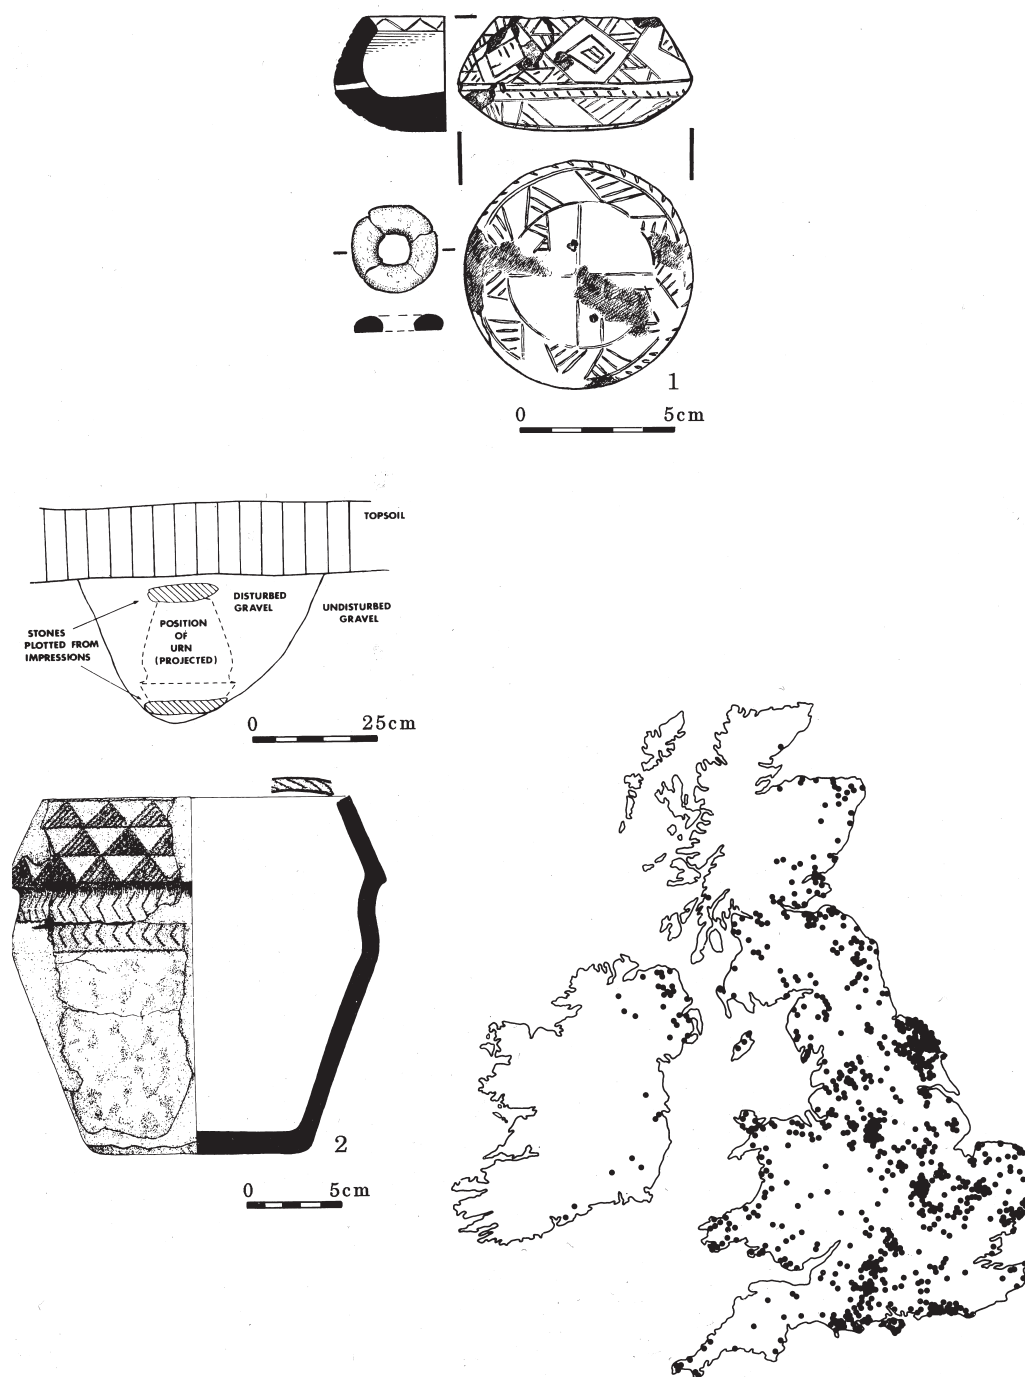 1
0 5cm
TOPSOIL
DISTURBED
GRAVEL
UNDISTURBED
GRAVEL
STONES
PLOTTED FROM
IMPRESSIONS
POSITION
OF
URN
(PROJECTED)
0 25cm
2
0 5cm